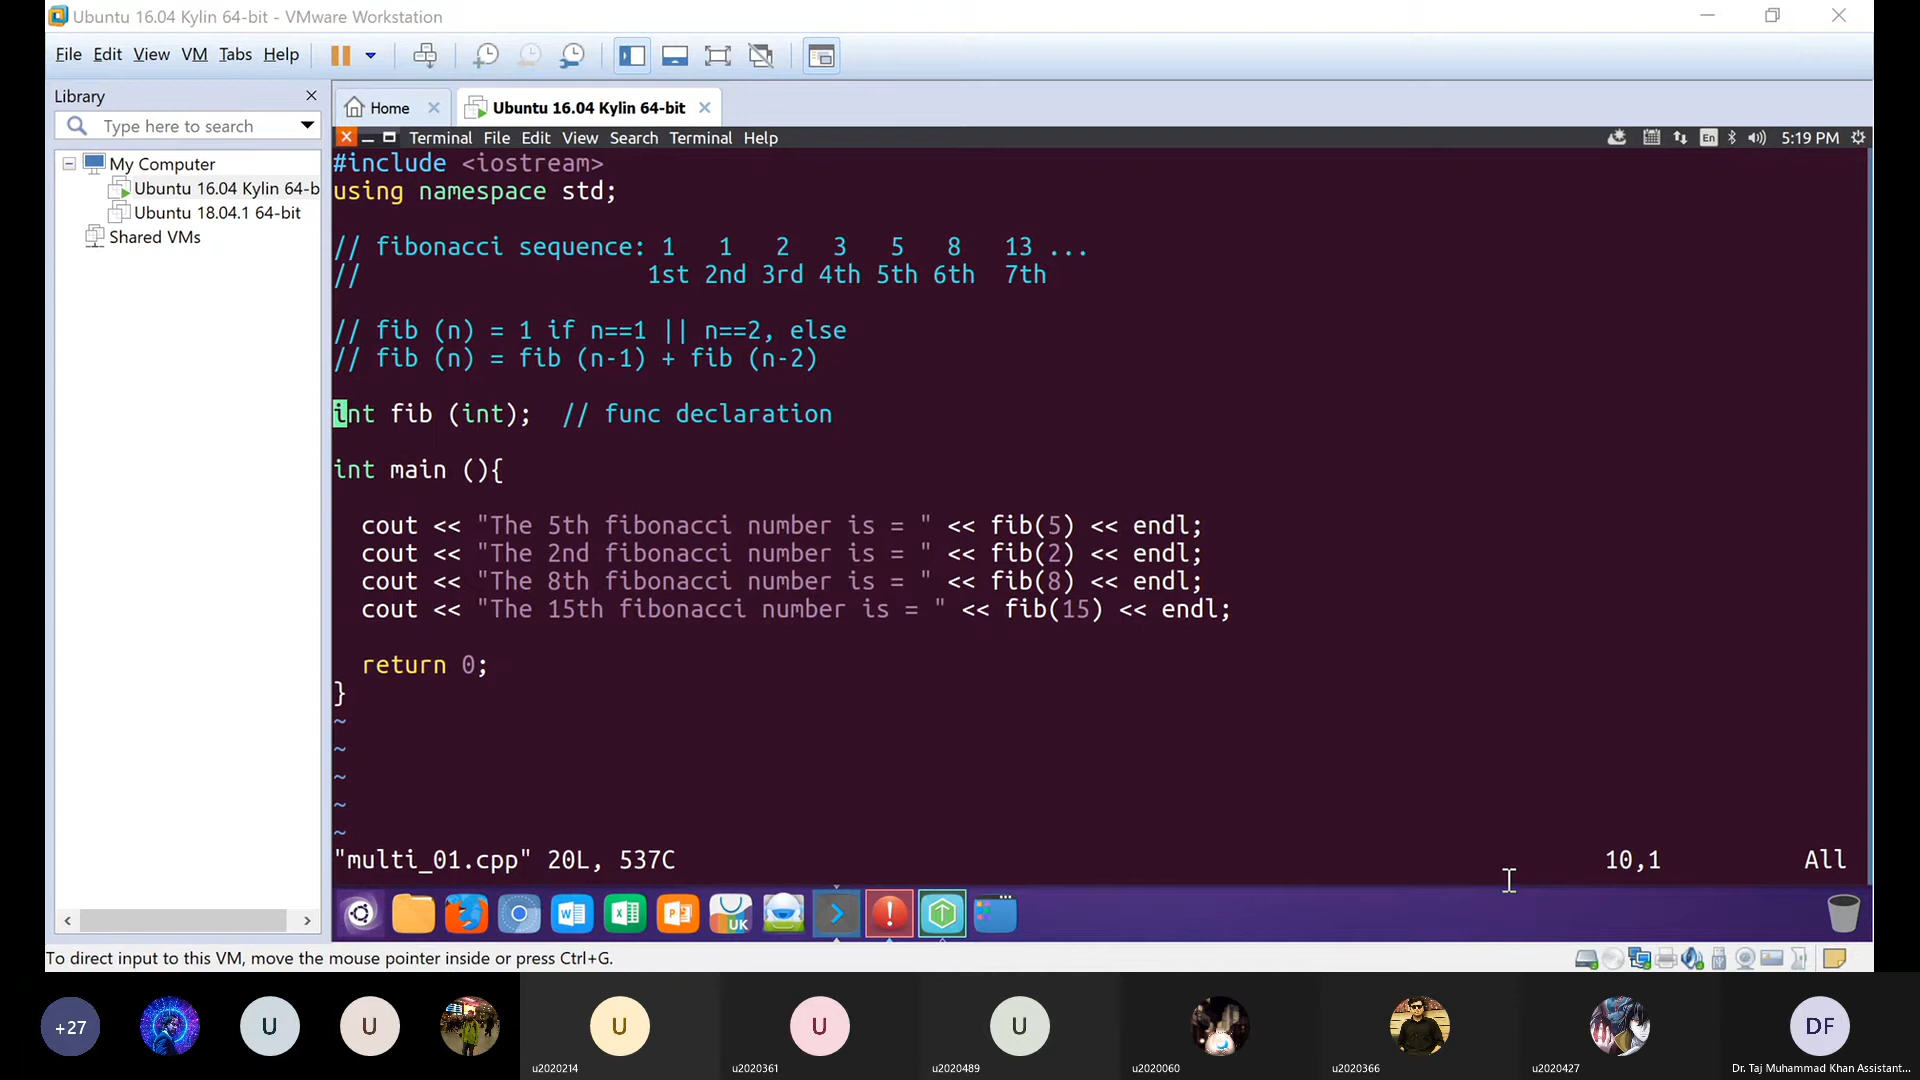 Ubuntu 16.04 Kylin 64-bit - VMware Workstation
File Edit View VM Tabs Help
Library
Type here to search
My Computer
Ubuntu 16.04 Kylin 64-b
Ubuntu 18.04.1 64-bit
Shared VMs
Home
Ubuntu 16.04 Kylin 64-bit
Terminal File Edit View Search Terminal Help
En
5:19 PM
#include <iostream>
using namespace std;
// fibonacci sequence: 1 1 2 3 5 8 13 ...
// 1st 2nd 3rd 4th 5th 6th 7th
// fib (n) = 1 if n==1 || n==2, else
// fib (n) = fib (n-1) + fib (n-2)
int fib (int); // func declaration
int main (){
cout << "The 5th fibonacci number is = " << fib(5) << endl;
cout << "The 2nd fibonacci number is = " << fib(2) << endl;
cout << "The 8th fibonacci number is = " << fib(8) << endl;
cout << "The 15th fibonacci number is = " << fib(15) << endl;
return 0;
}
~
~
~
~
~
"multi_01.cpp" 20L, 537C
10,1
All
W
X
P
UK
To direct input to this VM, move the mouse pointer inside or press Ctrl+G.
+27
U
U
U
U
U
DF
u2020214
u2020361
u2020489
u2020060
u2020366
u2020427
Dr. Taj Muhammad Khan Assistant...